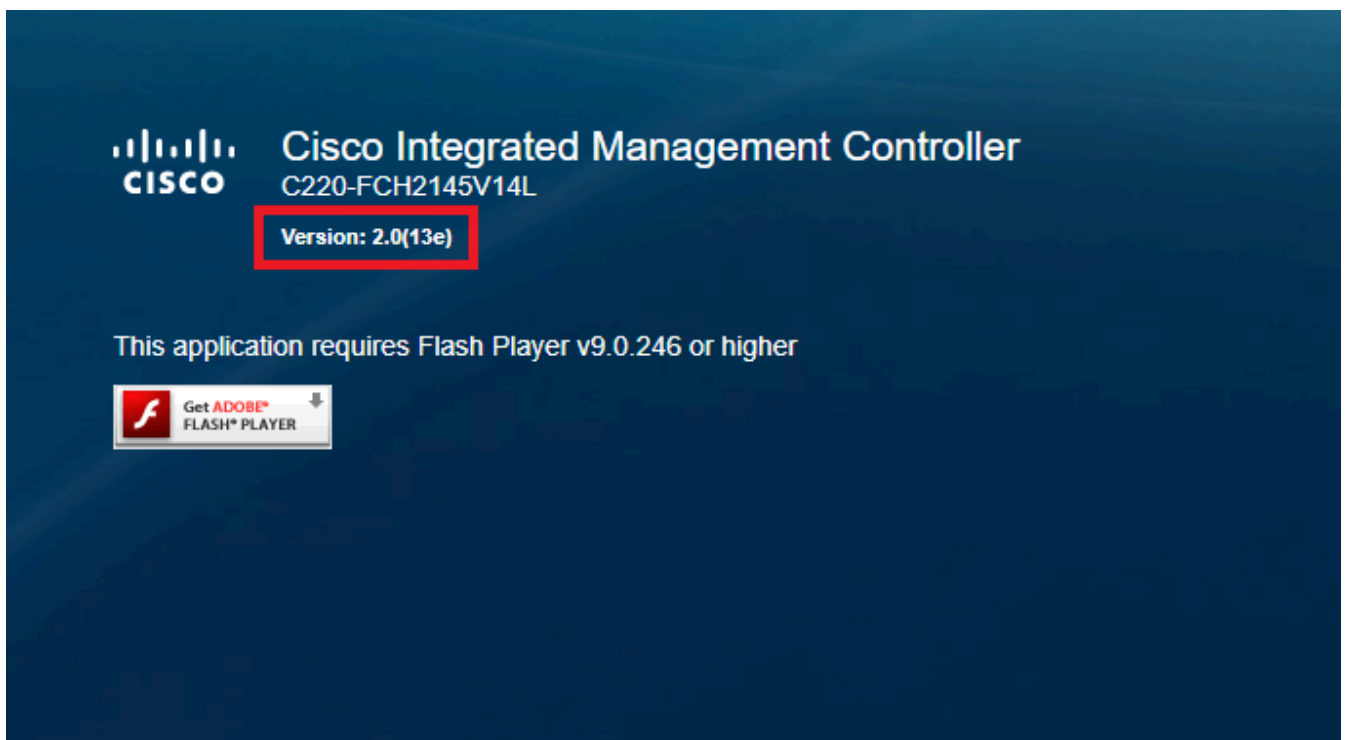 CISCO
Cisco Integrated Management Controller
C220-FCH2145V14L
Version: 2.0(13e)
This application requires Flash Player v9.0.246 or higher
Get ADOBE®
FLASH® PLAYER